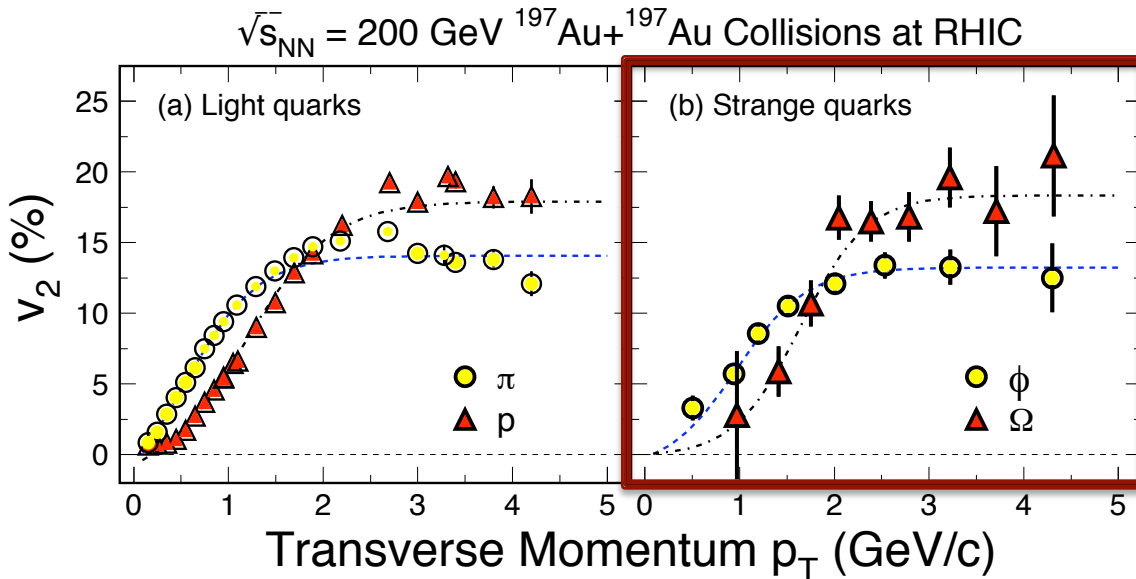 √s̅NN = 200 GeV ¹⁹⁷Au+¹⁹⁷Au Collisions at RHIC
(a) Light quarks
(b) Strange quarks
25
20
15
10
5
0
v₂ (%)
π
p
ϕ
Ω
0 1 2 3 4 5
0 1 2 3 4 5
Transverse Momentum p_T (GeV/c)